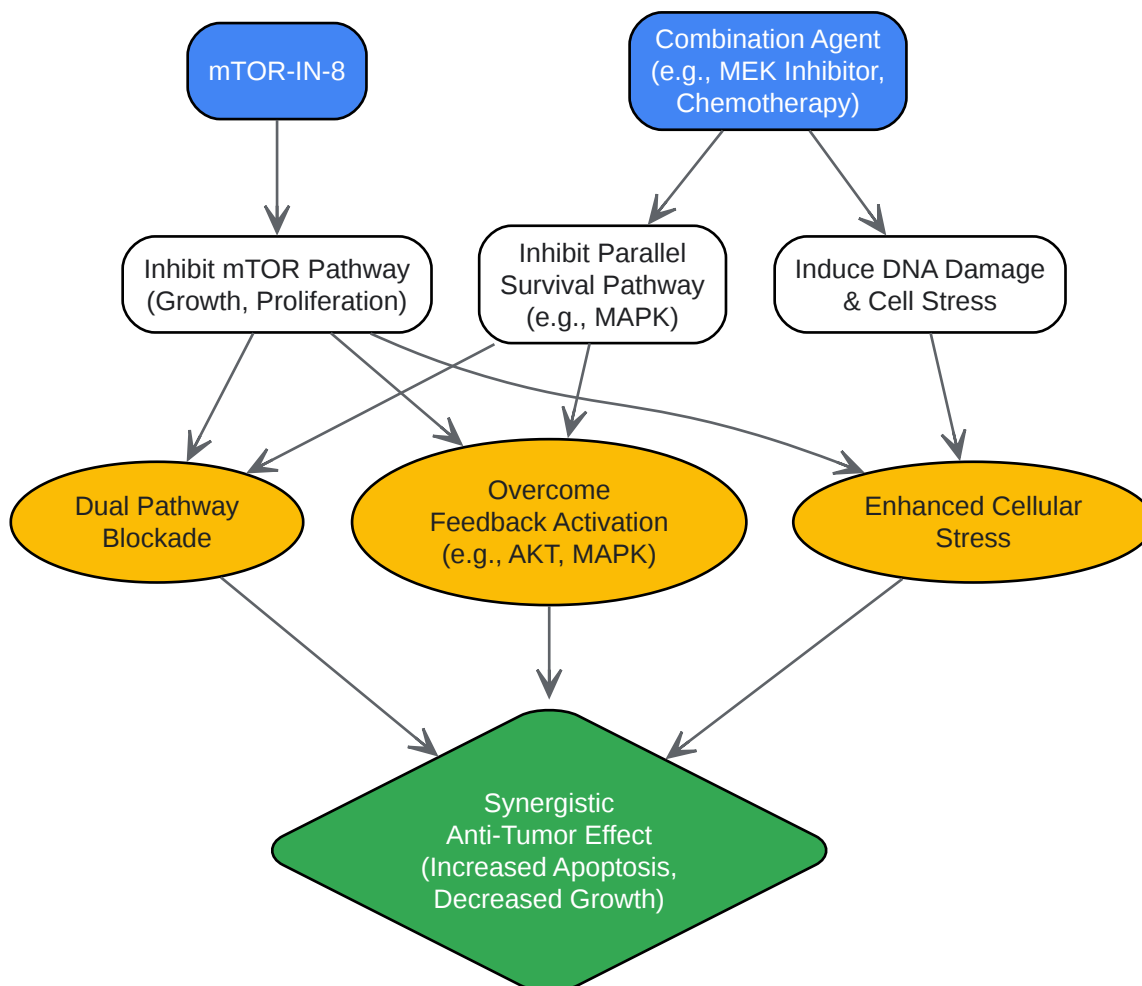 mTOR-IN-8
Combination Agent
(e.g., MEK Inhibitor,
Chemotherapy)
Inhibit mTOR Pathway
(Growth, Proliferation)
Inhibit Parallel
Survival Pathway
(e.g., MAPK)
Induce DNA Damage
& Cell Stress
Dual Pathway
Blockade
Overcome
Feedback Activation
(e.g., AKT, MAPK)
Enhanced Cellular
Stress
Synergistic
Anti-Tumor Effect
(Increased Apoptosis,
Decreased Growth)